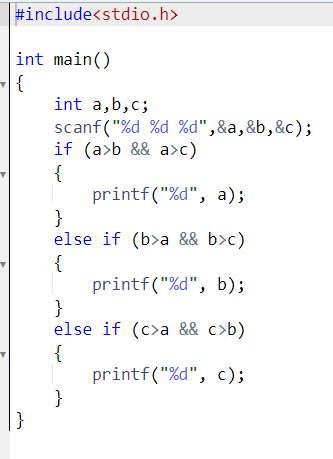 #include<stdio.h>
int main()
{
    int a,b,c;
    scanf("%d %d %d",&a,&b,&c);
    if (a>b && a>c)
    {
        printf("%d", a);
    }
    else if (b>a && b>c)
    {
        printf("%d", b);
    }
    else if (c>a && c>b)
    {
        printf("%d", c);
    }
}